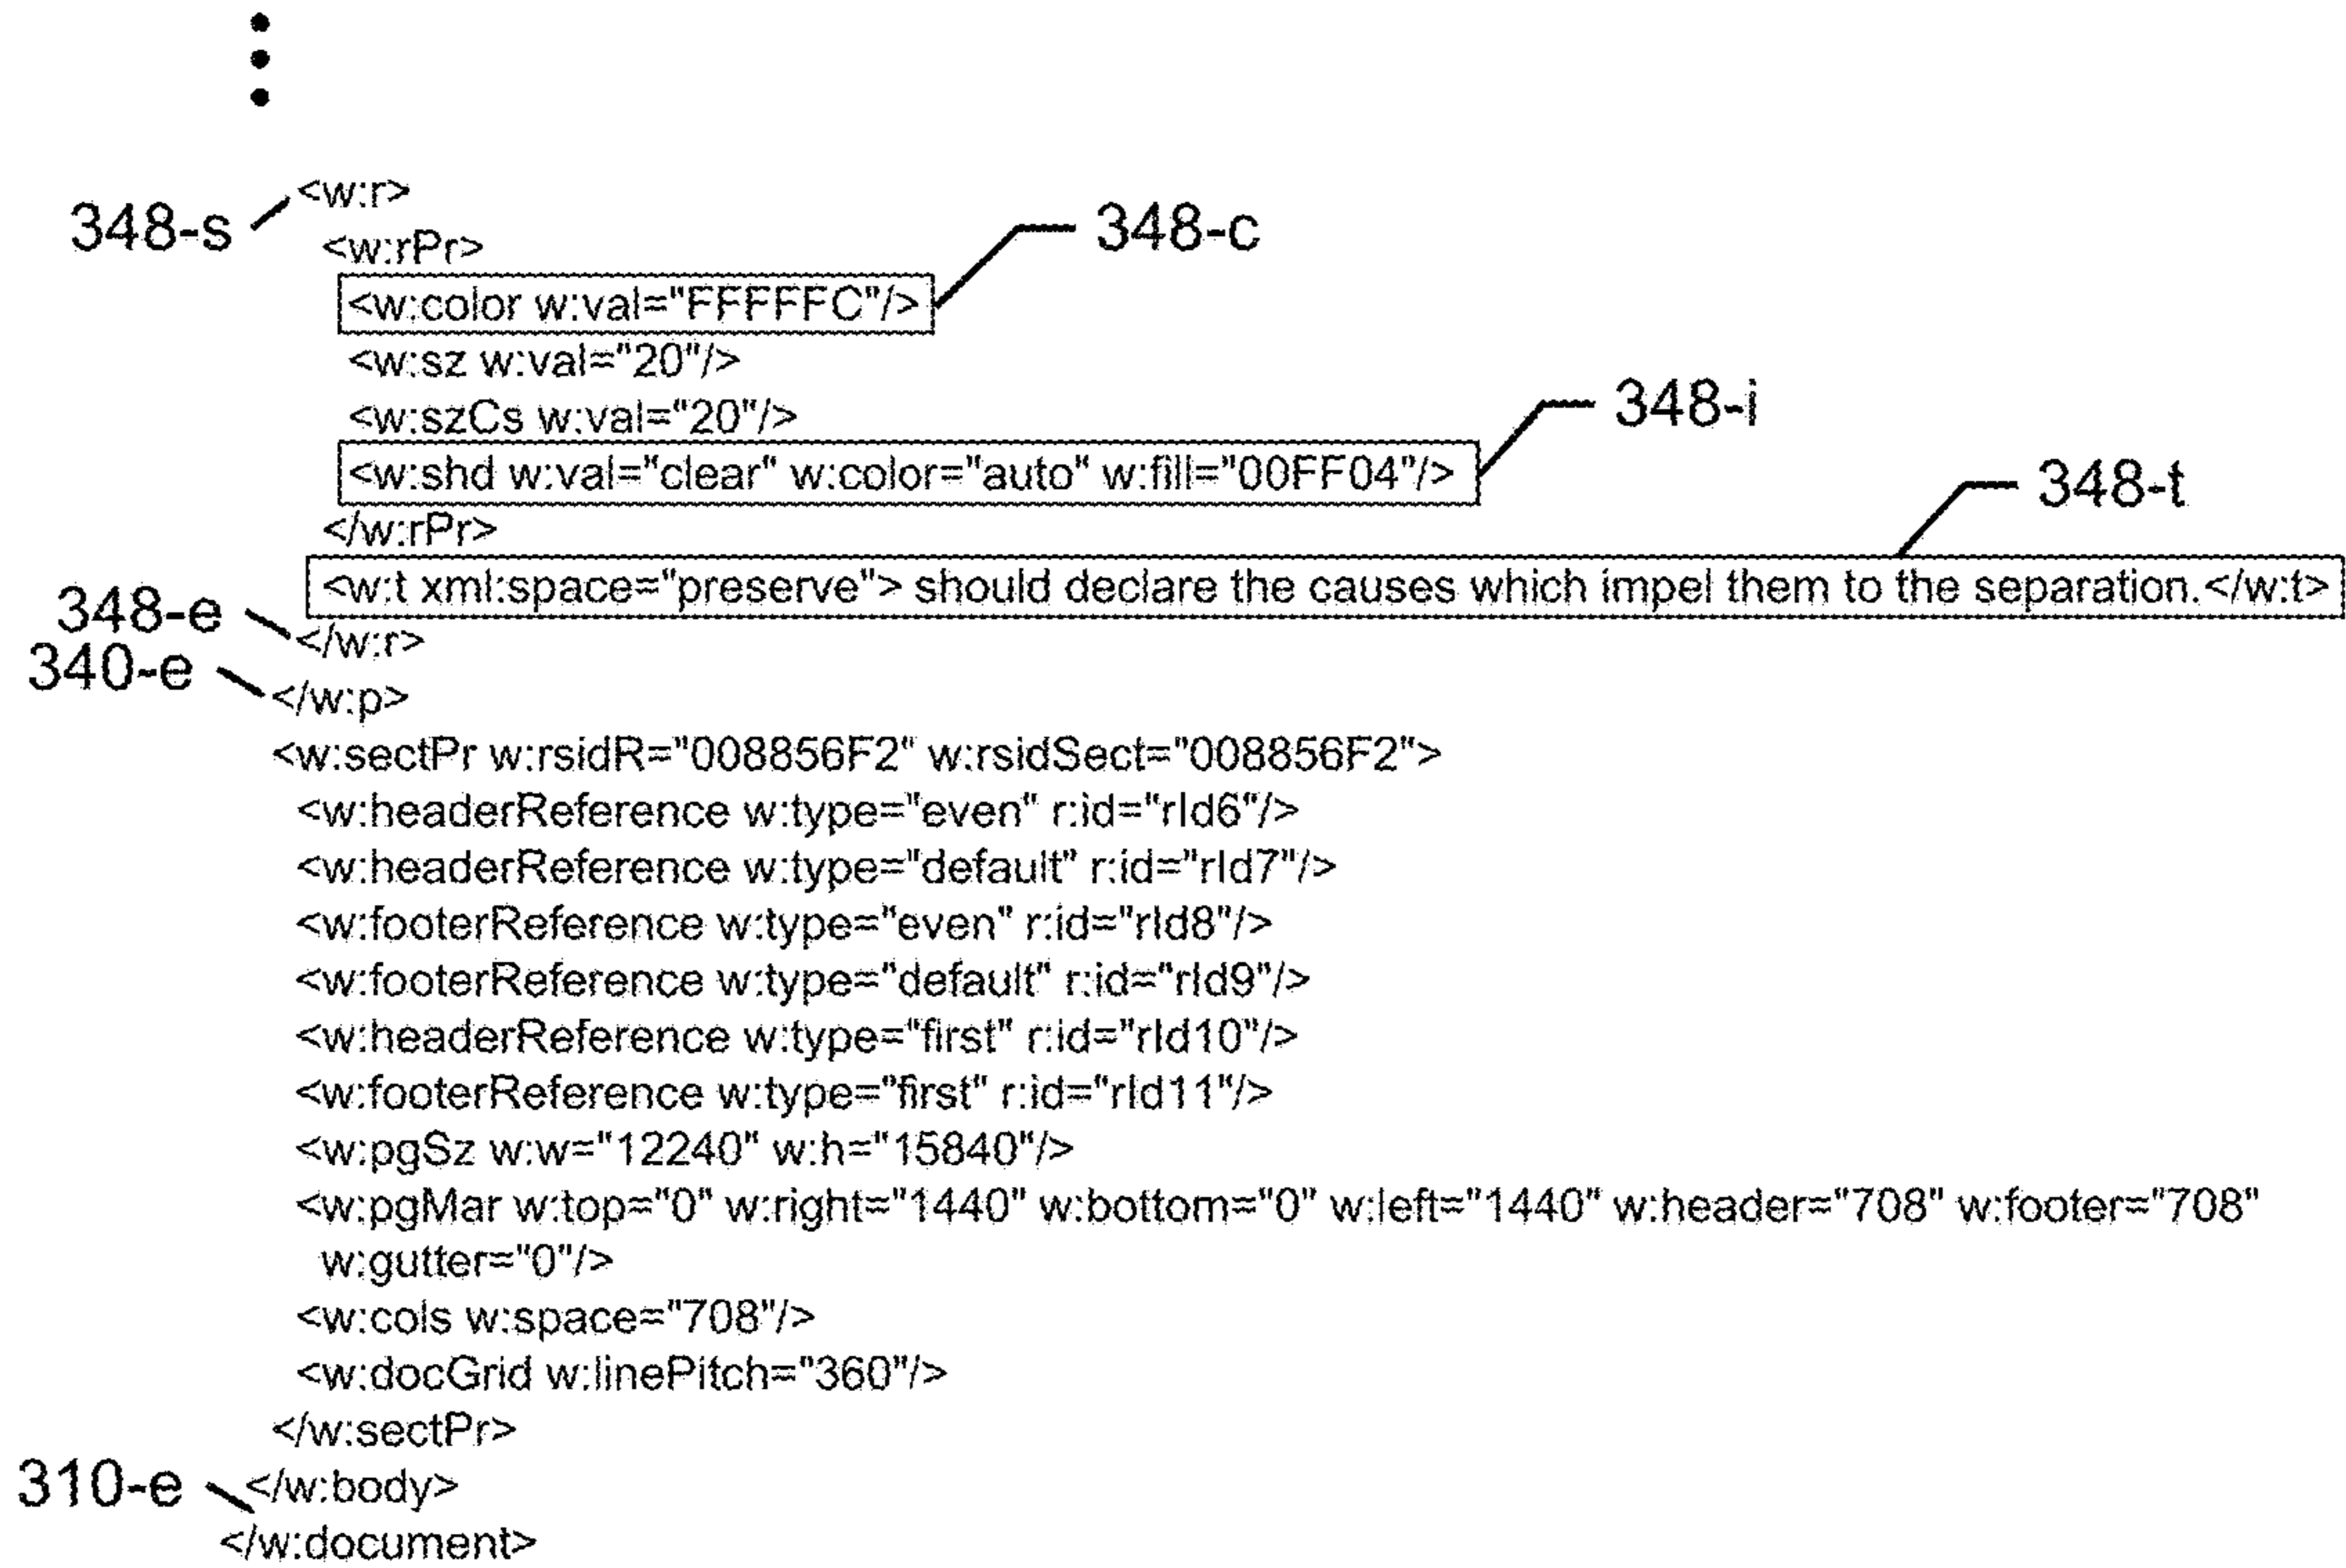 348-s <w:r>
<w:rPr> 348-c
<w:color w:val="FFFFFC"/>
<w:sz w:val="20"/>
<w:szCs w:val="20"/> 348-i
<w:shd w:val="clear" w:color="auto" w:fill="00FF04"/>
</w:rPr> 348-t
<w:t xml:space="preserve"> should declare the causes which impel them to the separation.</w:t>
348-e </w:r>
340-e </w:p>
<w:sectPr w:rsidR="008856F2" w:rsidSect="008856F2">
<w:headerReference w:type="even" r:id="rId6"/>
<w:headerReference w:type="default" r:id="rId7"/>
<w:footerReference w:type="even" r:id="rId8"/>
<w:footerReference w:type="default" r:id="rId9"/>
<w:headerReference w:type="first" r:id="rId10"/>
<w:footerReference w:type="first" r:id="rId11"/>
<w:pgSz w:w="12240" w:h="15840"/>
<w:pgMar w:top="0" w:right="1440" w:bottom="0" w:left="1440" w:header="708" w:footer="708"
w:gutter="0"/>
<w:cols w:space="708"/>
<w:docGrid w:linePitch="360"/>
</w:sectPr>
310-e </w:body>
</w:document>